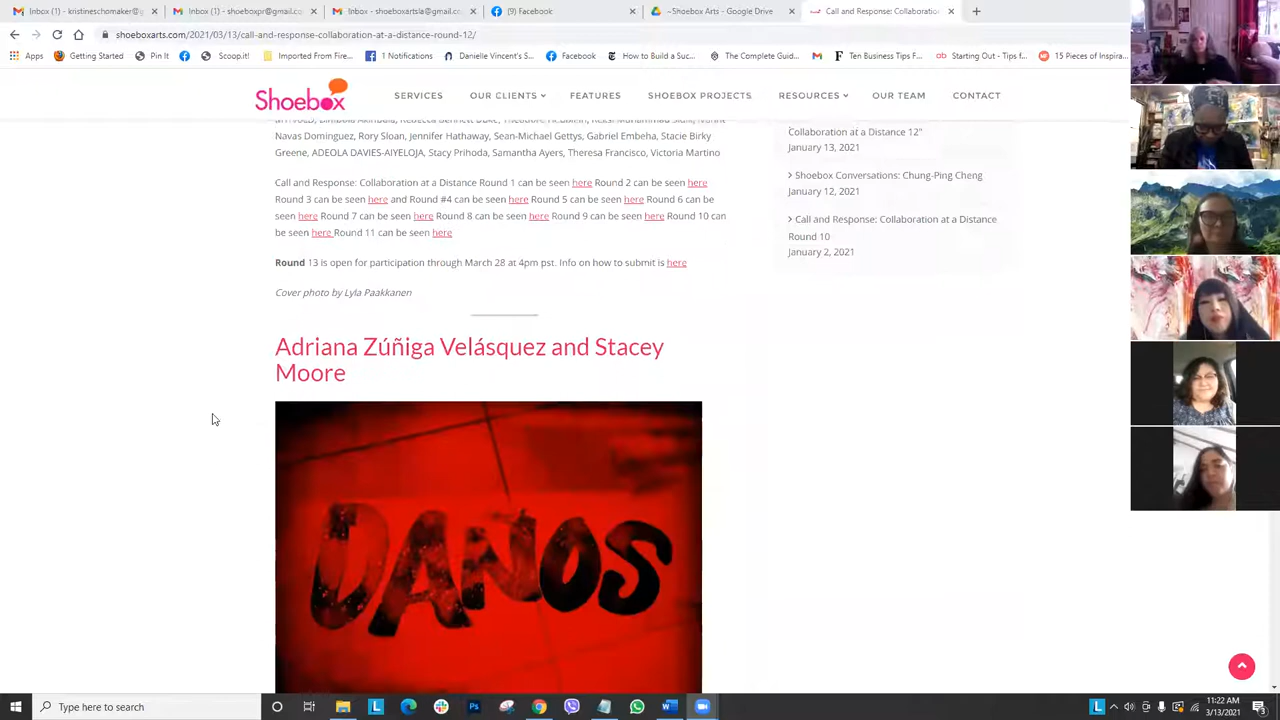 Inbox (1) - kristineschomaker@g
Inbox (5) - shoeboxpr@gmail.co
Inbox - shoeboxartsla@gmail.co
(9) Facebook
~Shoebox Arts - Google Drive
Call and Response: Collaboratio
shoeboxarts.com/2021/03/13/call-and-response-collaboration-at-a-distance-round-12/
Apps Getting Started Pin It Scoop.it! Imported From Fire... 1 Notifications Danielle Vincent's S... Facebook How to Build a Suc... The Complete Guid... Ten Business Tips F... Starting Out - Tips f... 15 Pieces of Inspira...
Shoebox
SERVICES OUR CLIENTS FEATURES SHOEBOX PROJECTS RESOURCES OUR TEAM CONTACT
Navas Dominguez, Rory Sloan, Jennifer Hathaway, Sean-Michael Gettys, Gabriel Embeha, Stacie Birky
Greene, ADEOLA DAVIES-AIYELOJA, Stacy Prihoda, Samantha Ayers, Theresa Francisco, Victoria Martino
Call and Response: Collaboration at a Distance Round 1 can be seen here Round 2 can be seen here
Round 3 can be seen here and Round #4 can be seen here Round 5 can be seen here Round 6 can be
seen here Round 7 can be seen here Round 8 can be seen here Round 9 can be seen here Round 10 can
be seen here Round 11 can be seen here
Round 13 is open for participation through March 28 at 4pm pst. Info on how to submit is here
Cover photo by Lyla Paakkanen
Adriana Zúñiga Velásquez and Stacey
Moore
DAÑOS
Collaboration at a Distance 12"
January 13, 2021
Shoebox Conversations: Chung-Ping Cheng
January 12, 2021
Call and Response: Collaboration at a Distance
Round 10
January 2, 2021
Type here to search
11:22 AM
3/13/2021